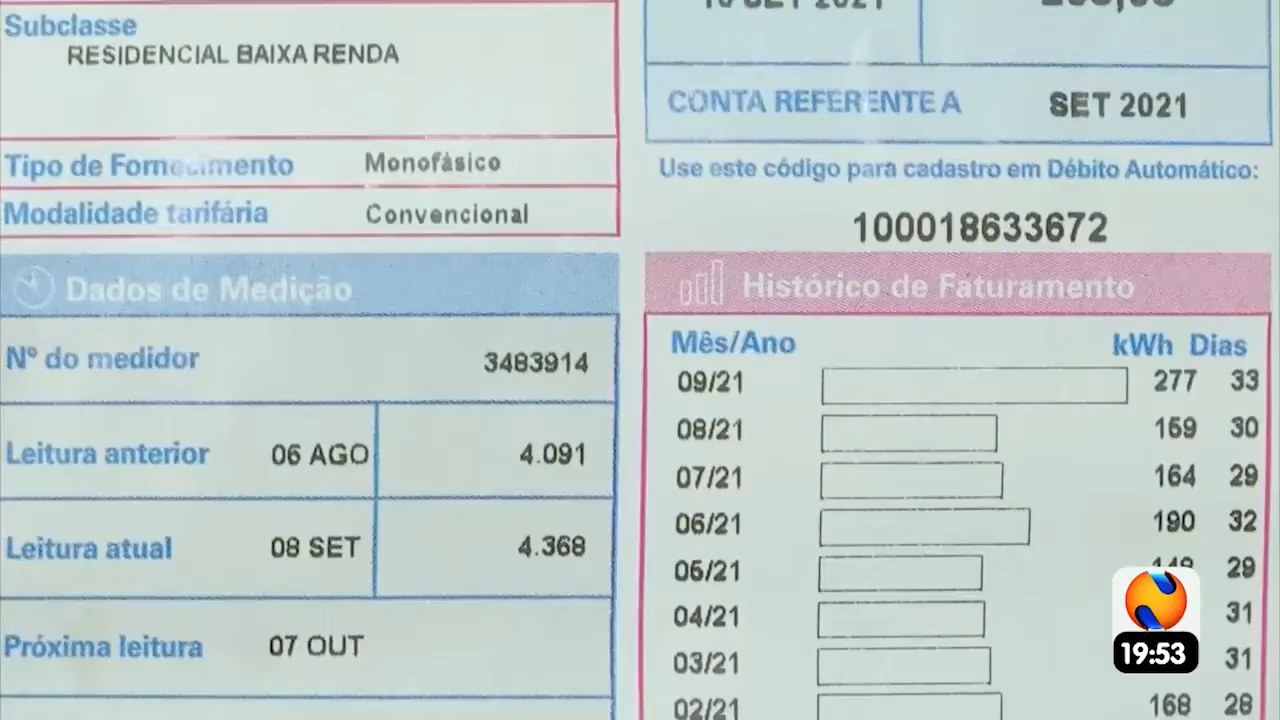 Subclasse
RESIDENCIAL BAIXA RENDA
Tipo de Fornecimento Monofásico
Modalidade tarifária Convencional
Dados de Medição
Nº do medidor 3483914
Leitura anterior 06 AGO 4.091
Leitura atual 08 SET 4.368
Próxima leitura 07 OUT
SET 2021
CONTA REFERENTE A SET 2021
Use este código para cadastro em Débito Automático:
100018633672
Histórico de Faturamento
Mês/Ano kWh Dias
09/21 277 33
08/21 159 30
07/21 164 29
06/21 190 32
05/21 29
04/21 31
03/21 31
02/21 168 28
19:53